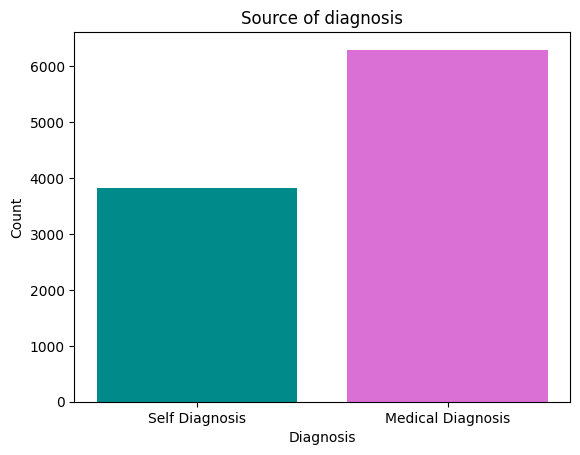 Source of diagnosis
6000
5000
4000
3000
2000
1000
0
Count
Self Diagnosis
Medical Diagnosis
Diagnosis